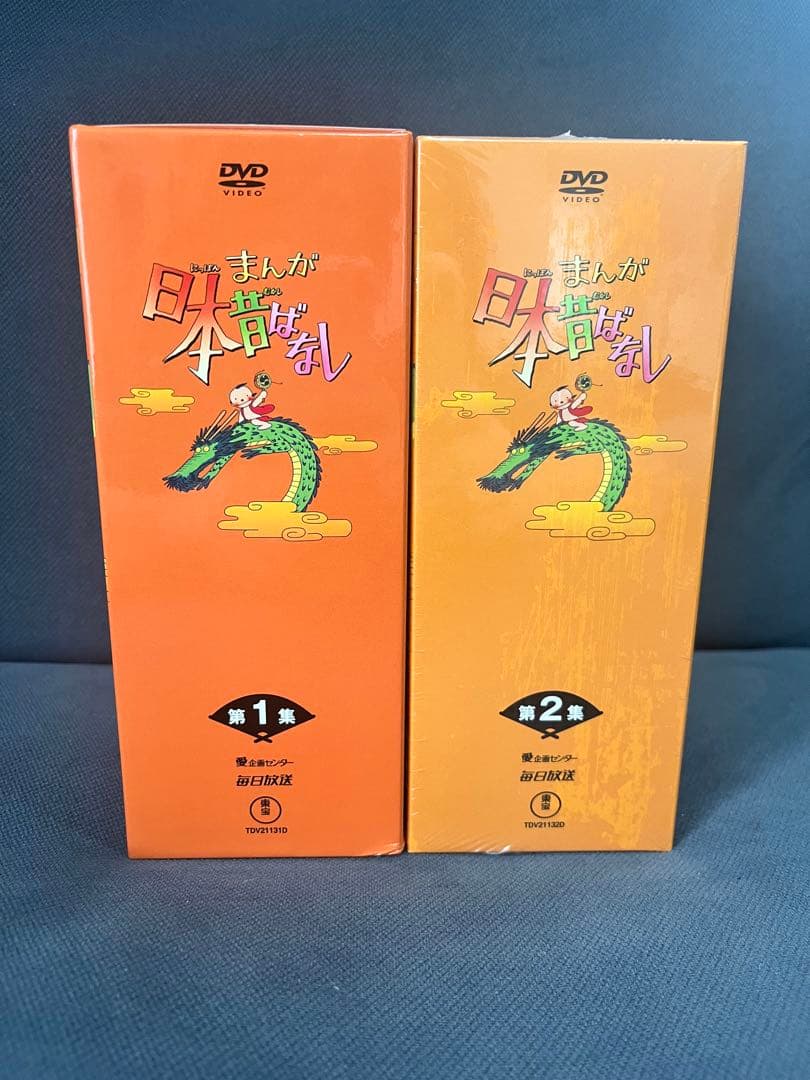 DVD
VIDEO
まんが
にっぽん
むかし
日本昔ばなし
第1集
愛企画センター
毎日放送
東宝
TDV21131D
DVD
VIDEO
まんが
にっぽん
むかし
日本昔ばなし
第2集
愛企画センター
毎日放送
東宝
TDV21132D